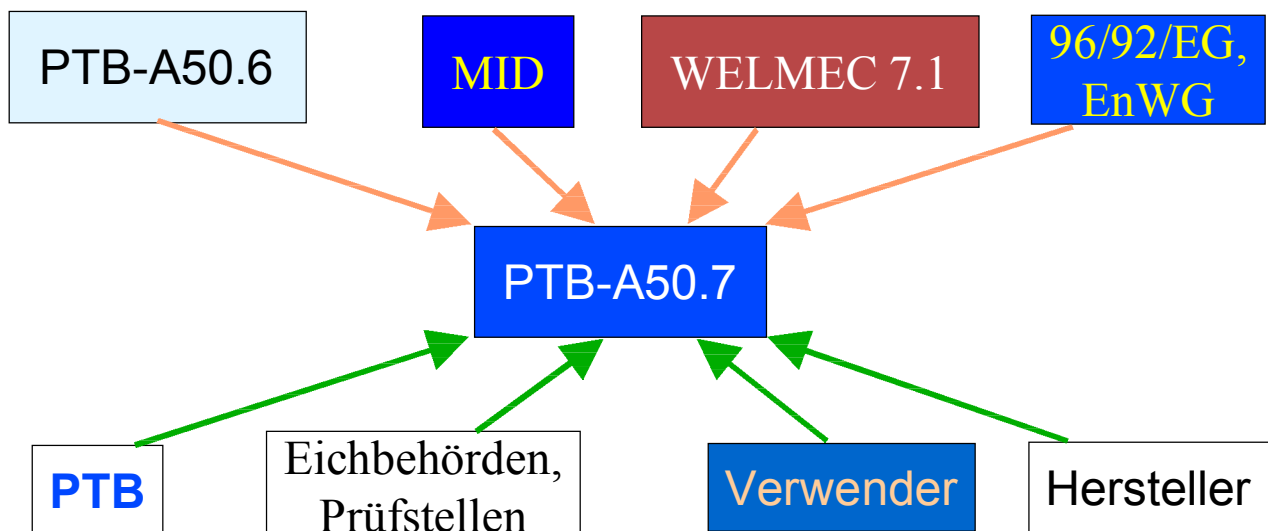 PTB-A50.6
MID
WELMEC 7.1
96/92/EG,
EnWG
PTB-A50.7
PTB
Eichbehörden,
Prüfstellen
Verwender
Hersteller